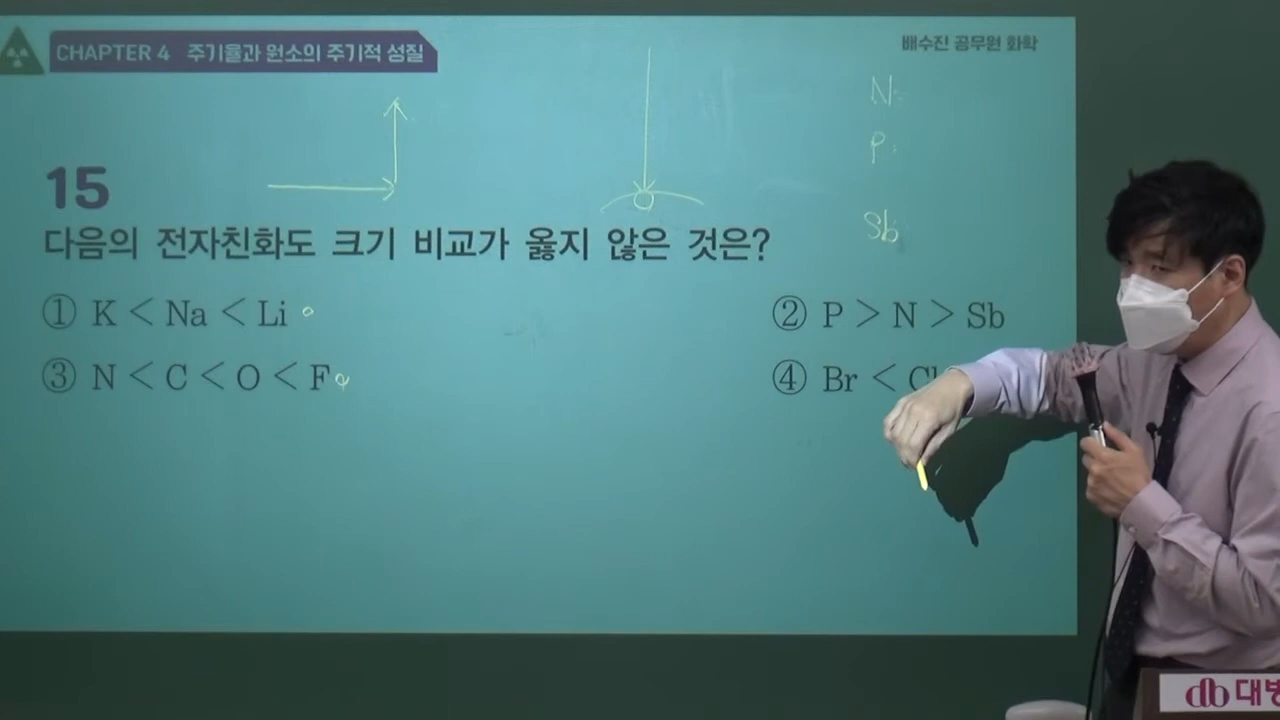 CHAPTER 4 주기율과 원소의 주기적 성질
배수진 공무원 화학
N
P
Sb
15
다음의 전자친화도 크기 비교가 옳지 않은 것은?
① K < Na < Li
② P > N > Sb
③ N < C < O < F
④ Br < Cl